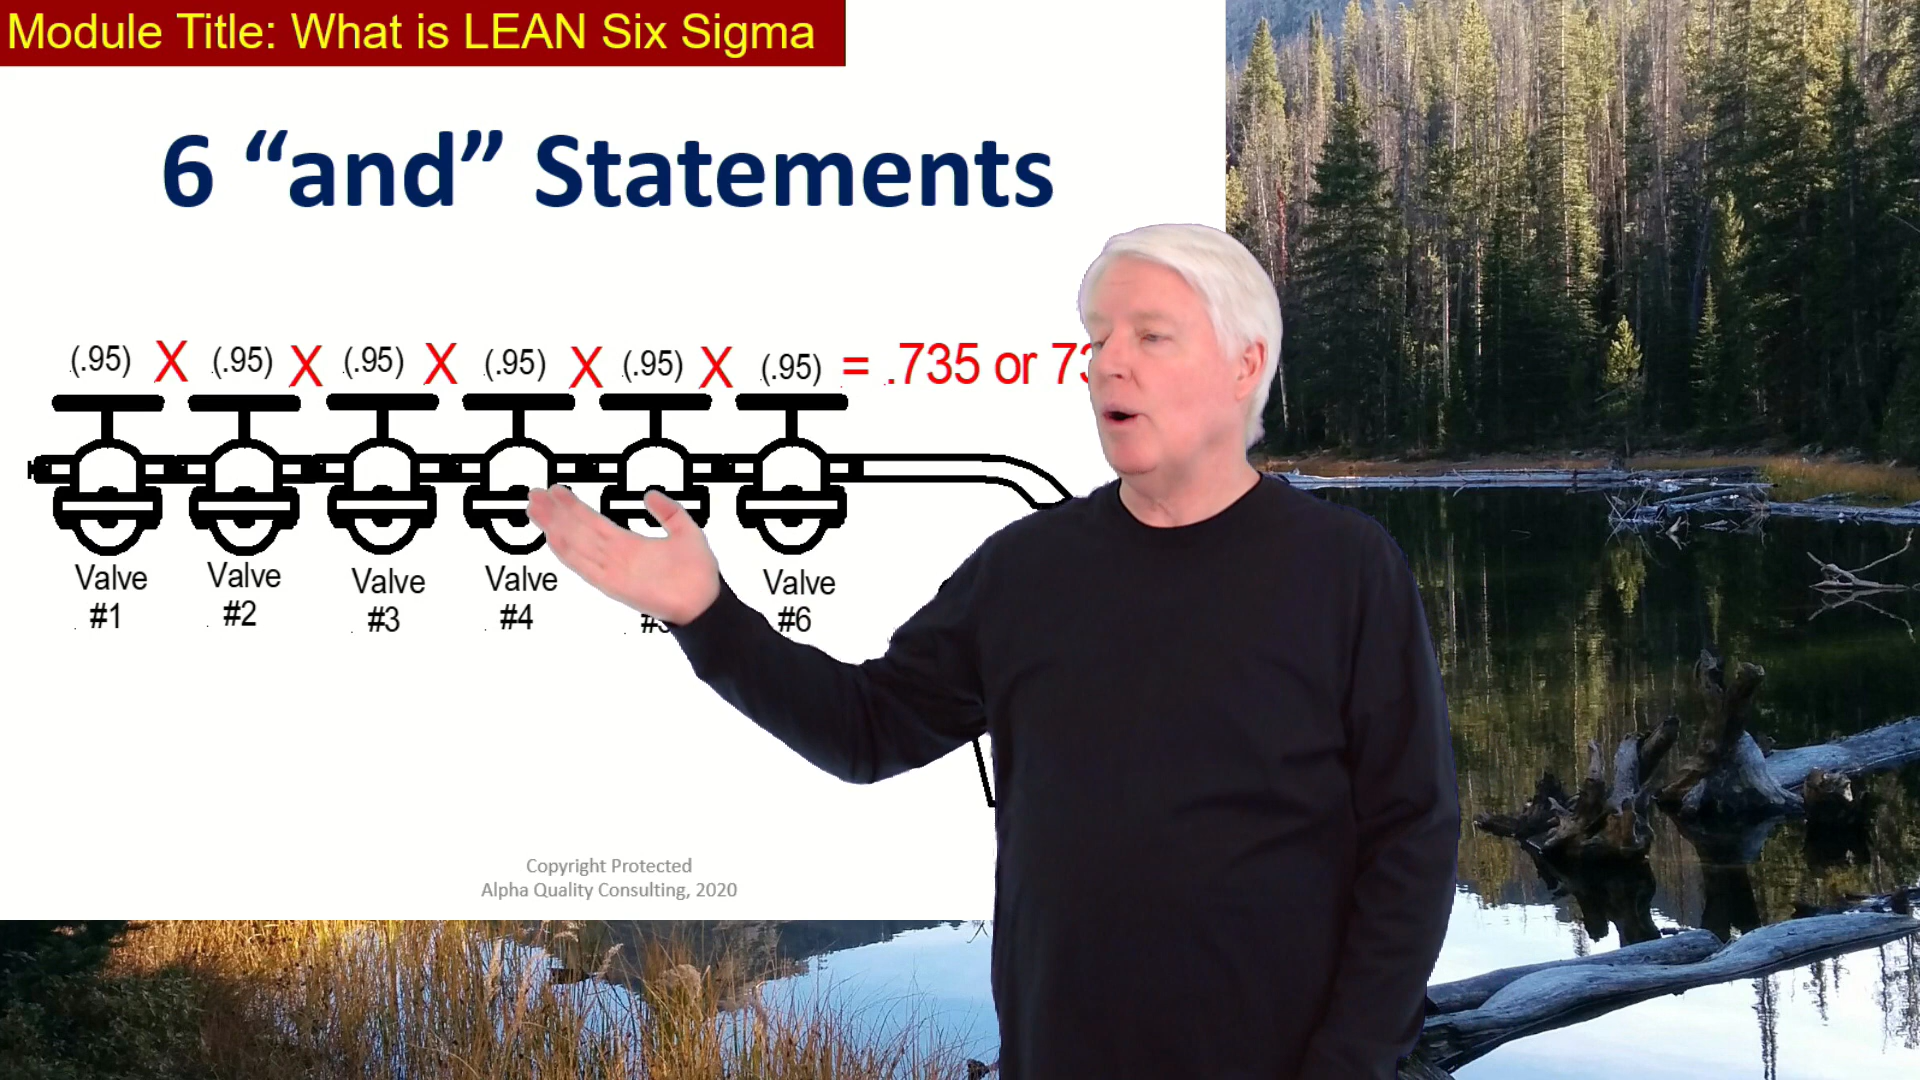 Module Title: What is LEAN Six Sigma
6 “and” Statements
(.95) X (.95) X (.95) X (.95) X (.95) X (.95) = .735 or
Valve Valve Valve Valve Valve
#1 #2 #3 #4 #6
Copyright Protected
Alpha Quality Consulting, 2020